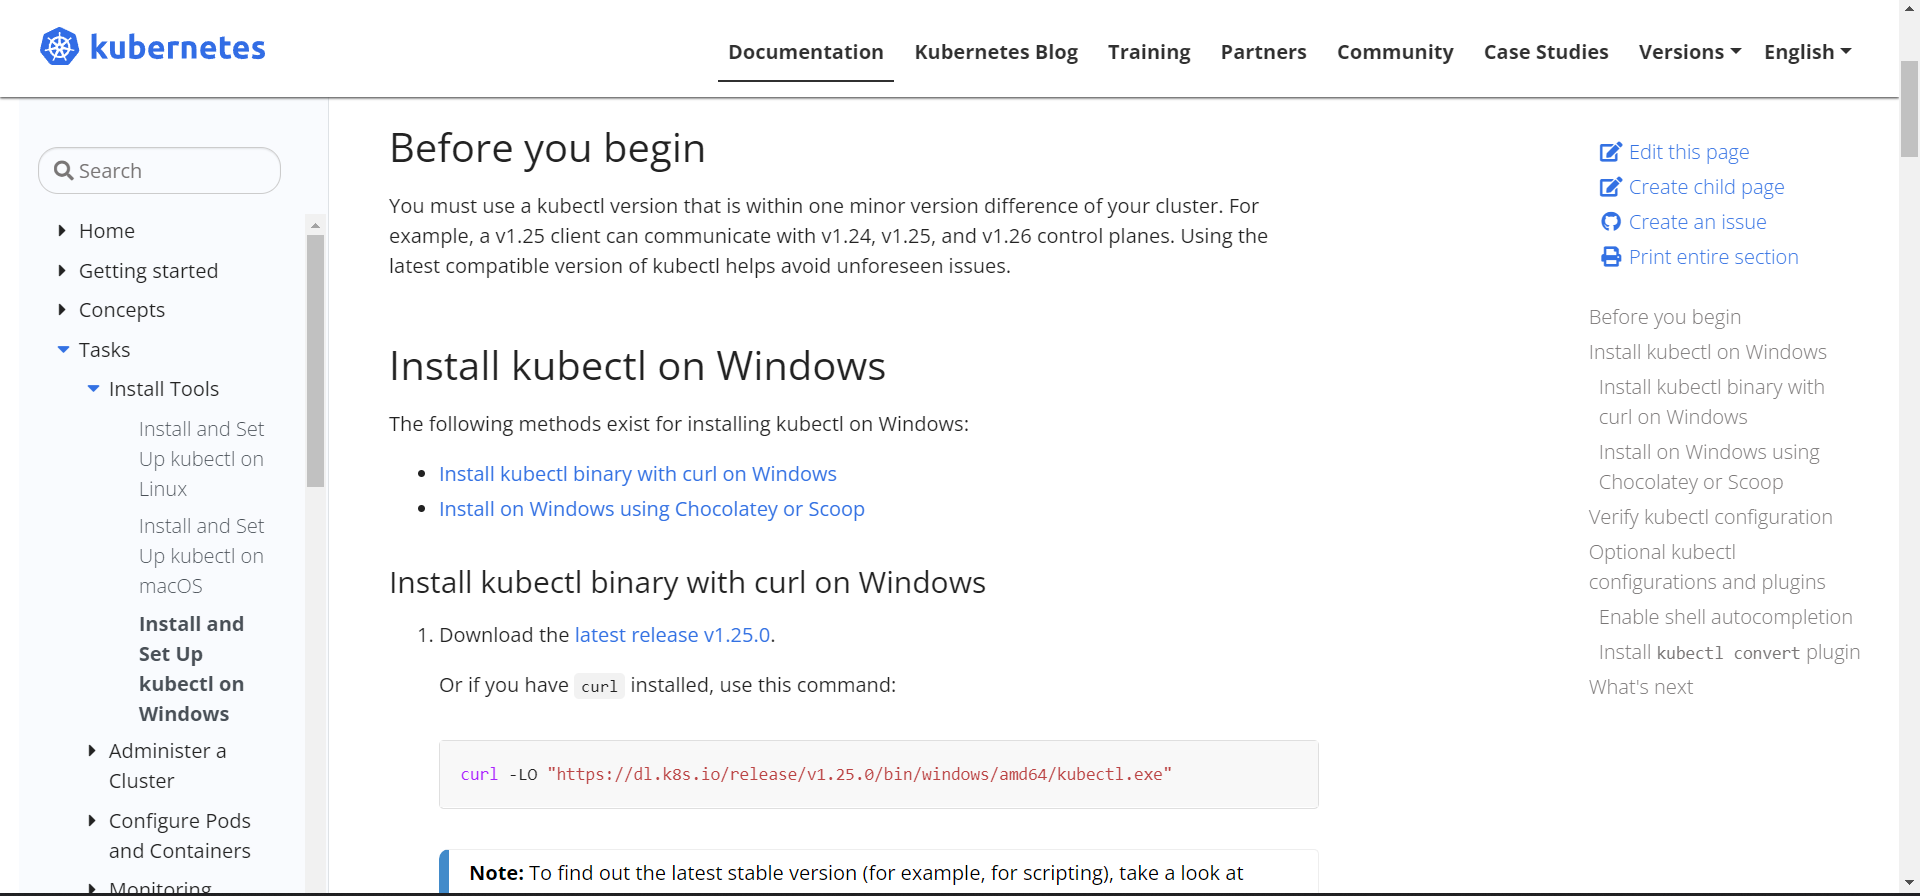 kubernetes
Documentation
Kubernetes Blog
Training
Partners
Community
Case Studies
Versions
English
Search
Home
Getting started
Concepts
Tasks
Install Tools
Install and Set
Up kubectl on
Linux
Install and Set
Up kubectl on
macOS
Install and
Set Up
kubectl on
Windows
Administer a
Cluster
Configure Pods
and Containers
Monitoring
Before you begin
You must use a kubectl version that is within one minor version difference of your cluster. For
example, a v1.25 client can communicate with v1.24, v1.25, and v1.26 control planes. Using the
latest compatible version of kubectl helps avoid unforeseen issues.
Install kubectl on Windows
The following methods exist for installing kubectl on Windows:
Install kubectl binary with curl on Windows
Install on Windows using Chocolatey or Scoop
Install kubectl binary with curl on Windows
1. Download the latest release v1.25.0.
Or if you have curl installed, use this command:
curl -LO "https://dl.k8s.io/release/v1.25.0/bin/windows/amd64/kubectl.exe"
Note: To find out the latest stable version (for example, for scripting), take a look at
Edit this page
Create child page
Create an issue
Print entire section
Before you begin
Install kubectl on Windows
Install kubectl binary with
curl on Windows
Install on Windows using
Chocolatey or Scoop
Verify kubectl configuration
Optional kubectl
configurations and plugins
Enable shell autocompletion
Install kubectl convert plugin
What's next